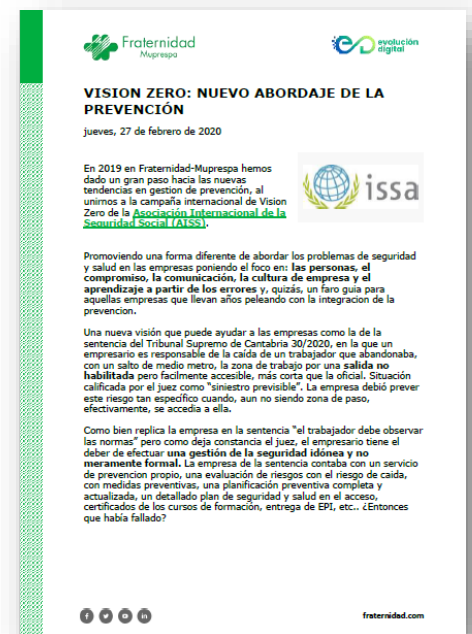 Fraternidad
Muprespa
evolución
digital
VISION ZERO: NUEVO ABORDAJE DE LA
PREVENCIÓN
jueves, 27 de febrero de 2020
En 2019 en Fraternidad-Muprespa hemos
dado un gran paso hacia las nuevas
tendencias en gestion de prevención, al
unirnos a la campaña internacional de Vision
Zero de la Asociación Internacional de la
Seguridad Social (AISS).
issa
Promoviendo una forma diferente de abordar los problemas de seguridad
y salud en las empresas poniendo el foco en: las personas, el
compromiso, la comunicación, la cultura de empresa y el
aprendizaje a partir de los errores y, quizás, un faro guia para
aquellas empresas que llevan años peleando con la integracion de la
prevencion.
Una nueva visión que puede ayudar a las empresas como la de la
sentencia del Tribunal Supremo de Cantabria 30/2020, en la que un
empresario es responsable de la caída de un trabajador que abandonaba,
con un salto de medio metro, la zona de trabajo por una salida no
habilitada pero facilmente accesible, más corta que la oficial. Situación
calificada por el juez como "siniestro previsible". La empresa debió prever
este riesgo tan específico cuando, aun no siendo zona de paso,
efectivamente, se accedia a ella.
Como bien replica la empresa en la sentencia "el trabajador debe observar
las normas" pero como deja constancia el juez, el empresario tiene el
deber de efectuar una gestión de la seguridad idónea y no
meramente formal. La empresa de la sentencia contaba con un servicio
de prevencion propio, una evaluación de riesgos con el riesgo de caida,
con medidas preventivas, una planificación preventiva completa y
actualizada, un detallado plan de seguridad y salud en el acceso,
certificados de los cursos de formación, entrega de EPI, etc.. ¿Entonces
que había fallado?
fraternidad.com